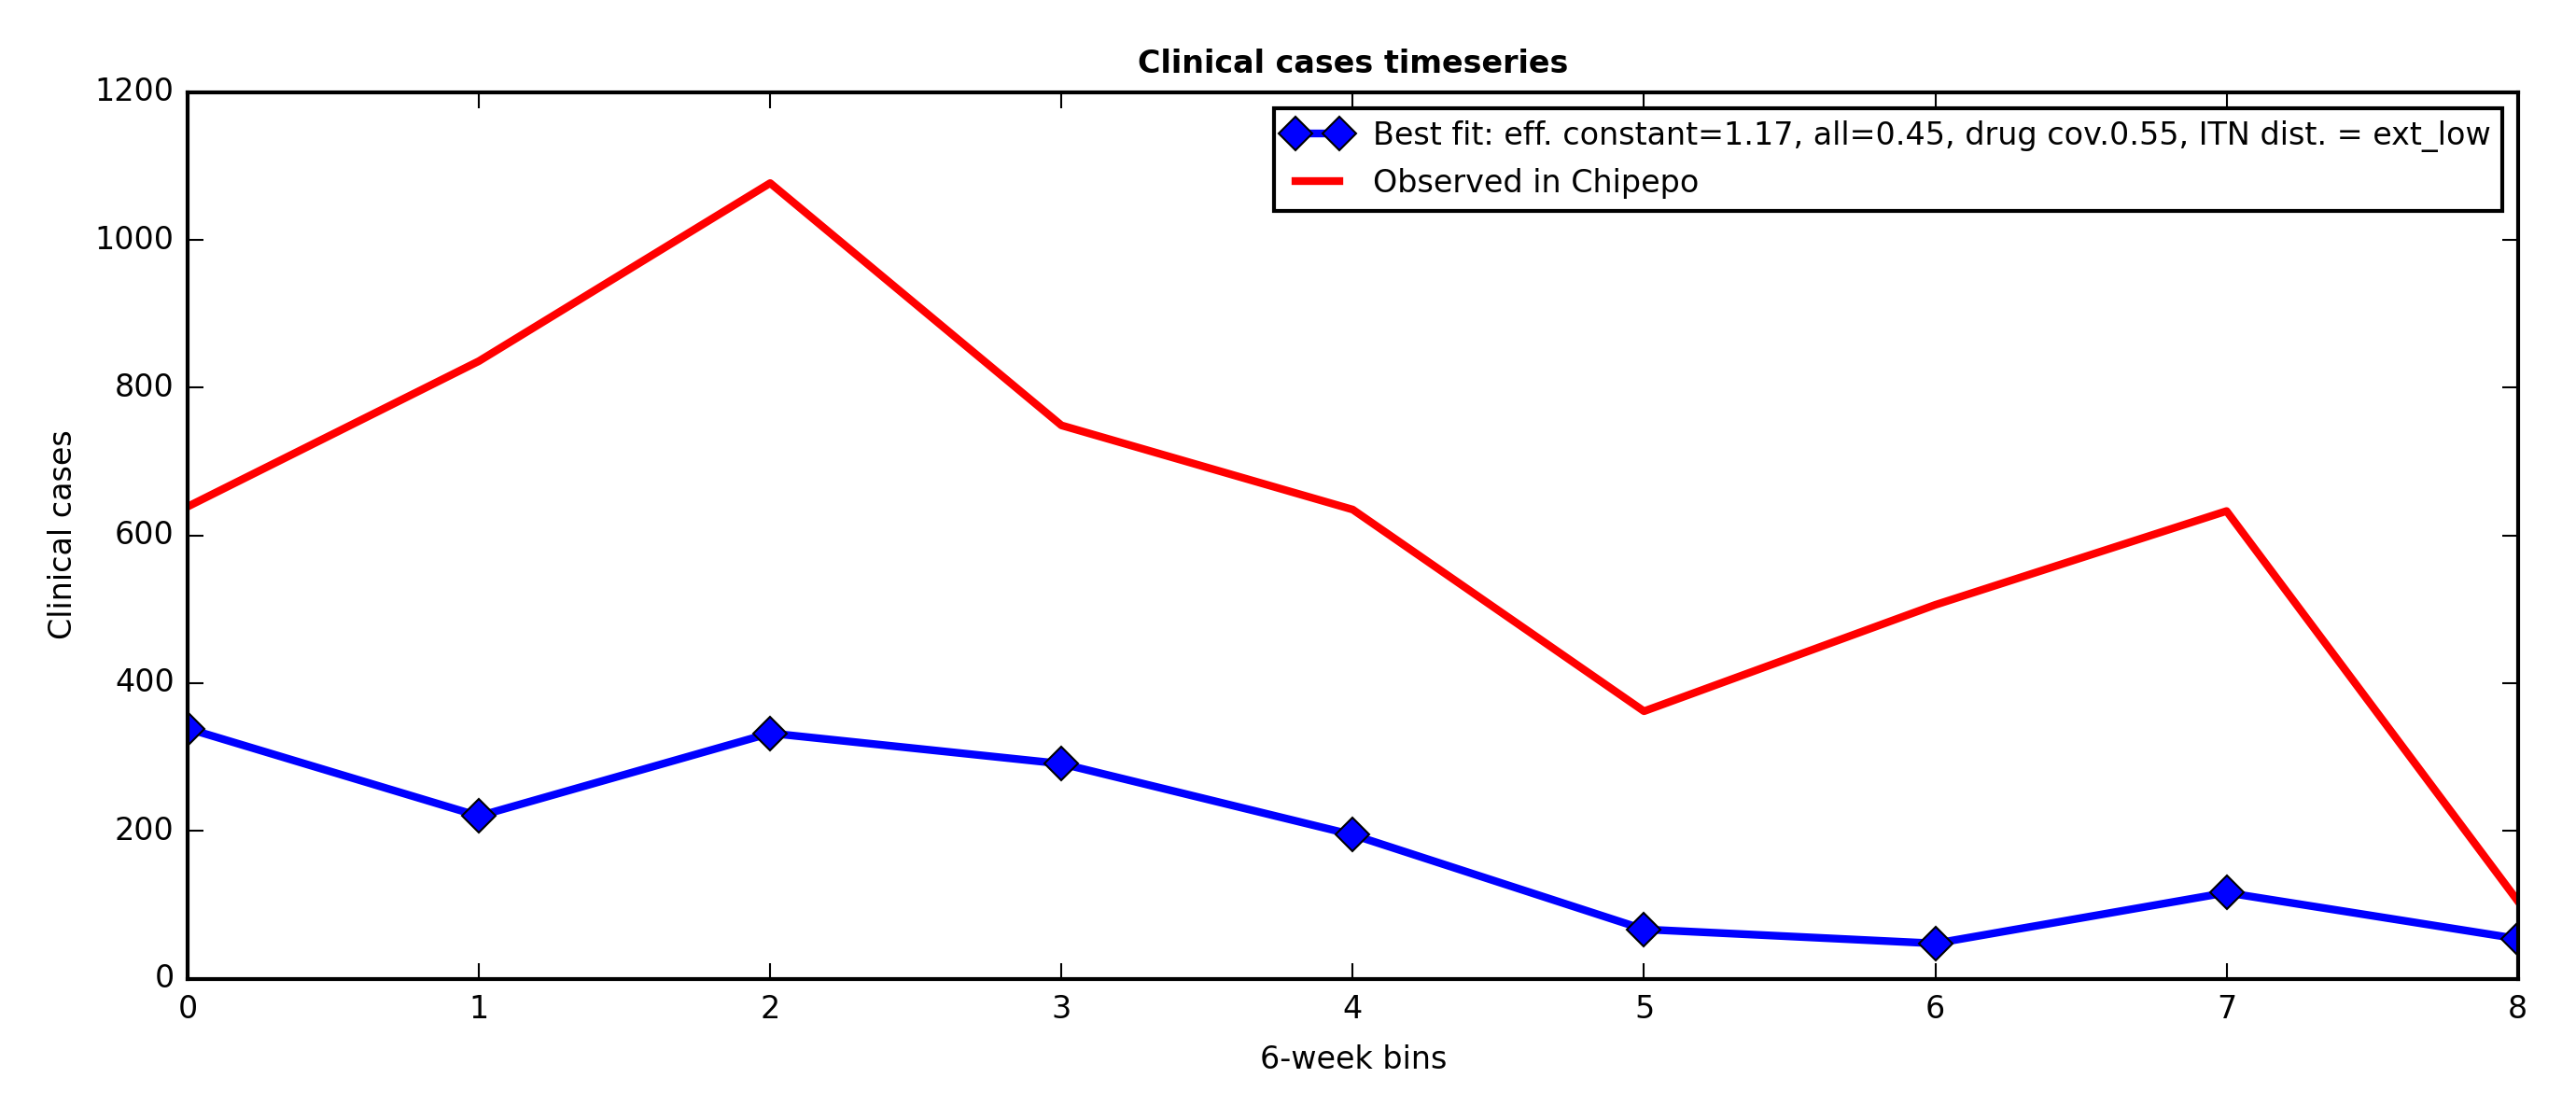 Clinical cases timeseries
1200
1000
800
600
400
200
0
Clinical cases
Best fit: eff. constant=1.17, all=0.45, drug cov.0.55, ITN dist. = ext_low
Observed in Chipepo
0 1 2 3 4 5 6 7 8
6-week bins